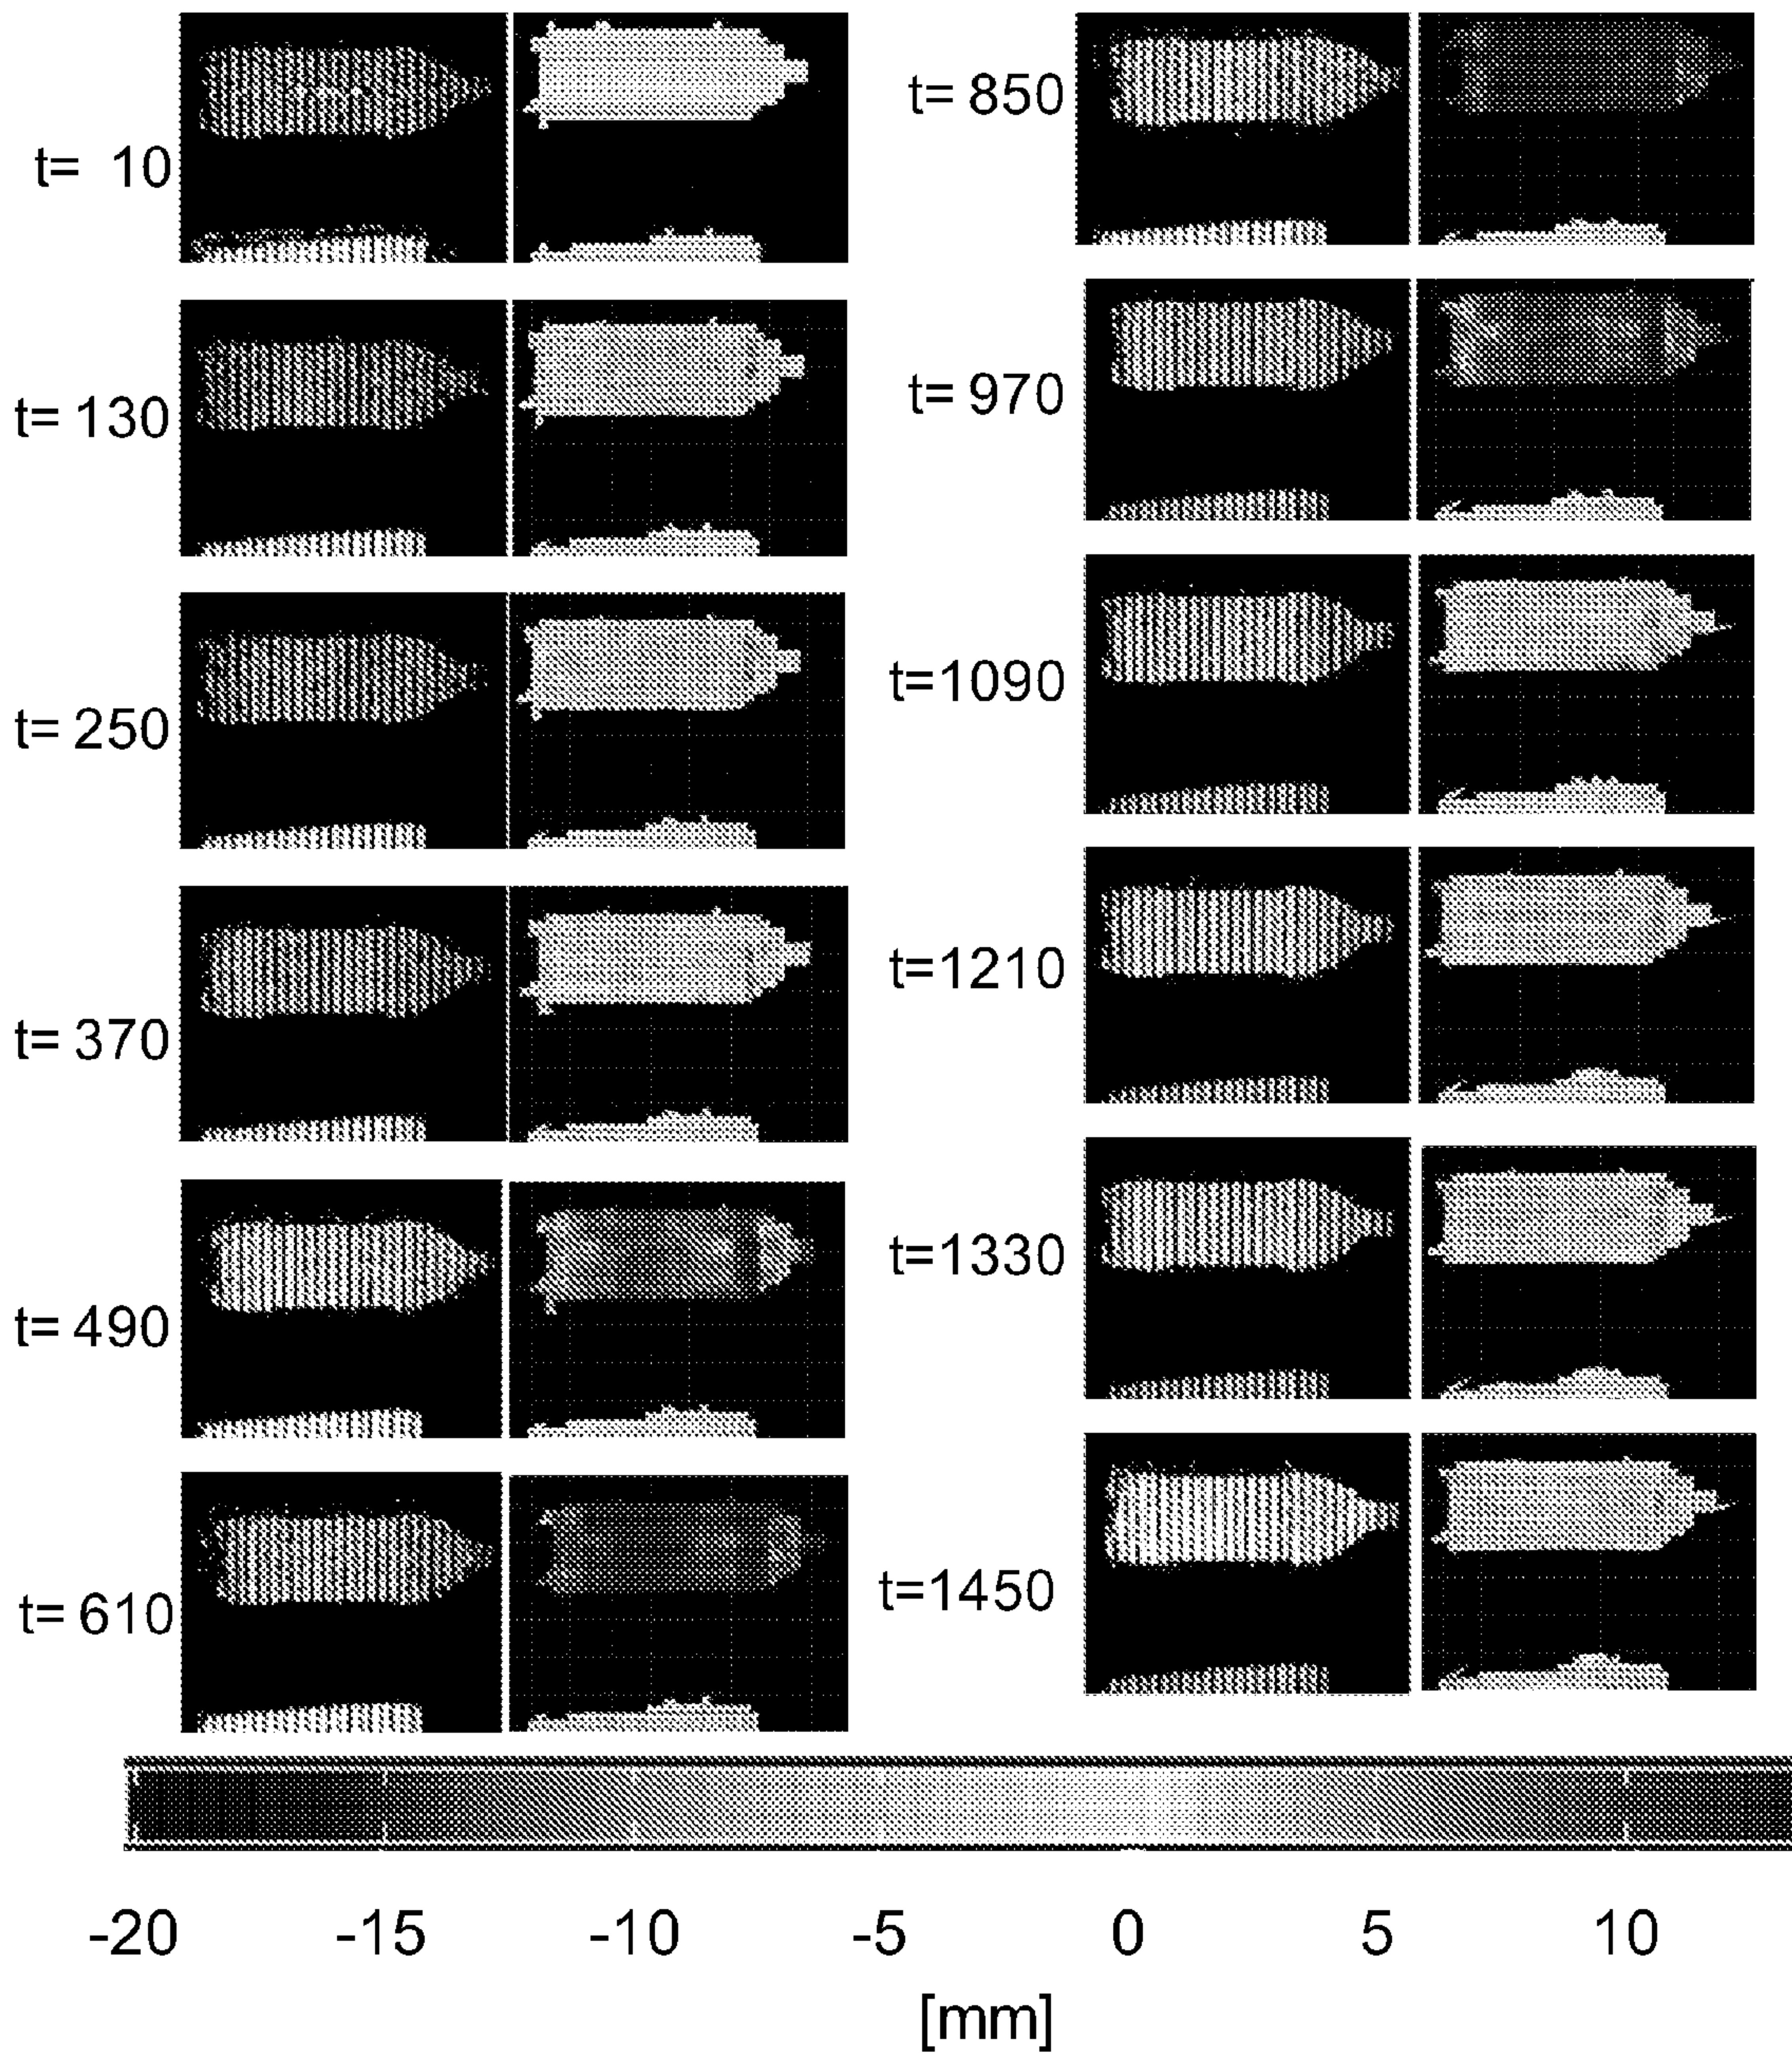 t= 10
t= 130
t= 250
t= 370
t= 490
t= 610
t= 850
t= 970
t=1090
t=1210
t=1330
t=1450
-20 -15 -10 -5 0 5 10
[mm]